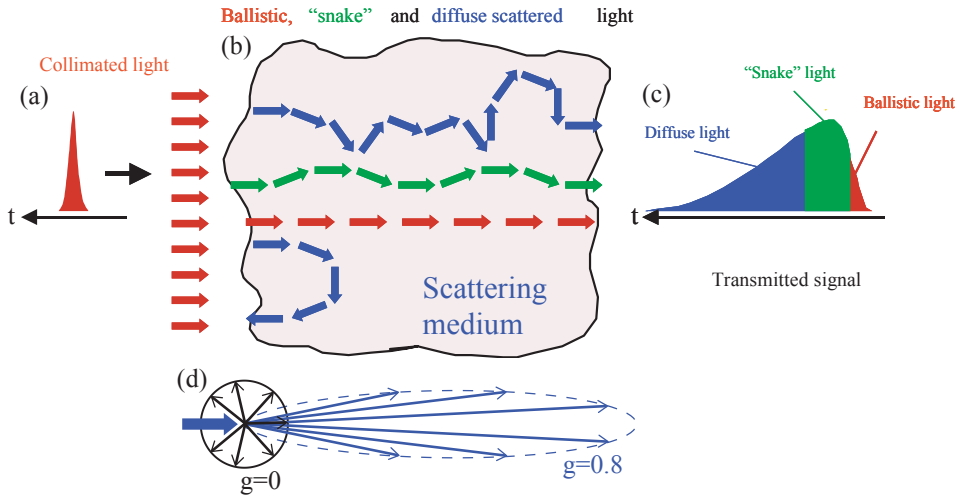 Ballistic, “snake” and diffuse scattered light
(b)
Collimated light
(a)
t
Scattering
medium
“Snake” light
(c)
Ballistic light
Diffuse light
t
Transmitted signal
(d)
g=0
g=0.8